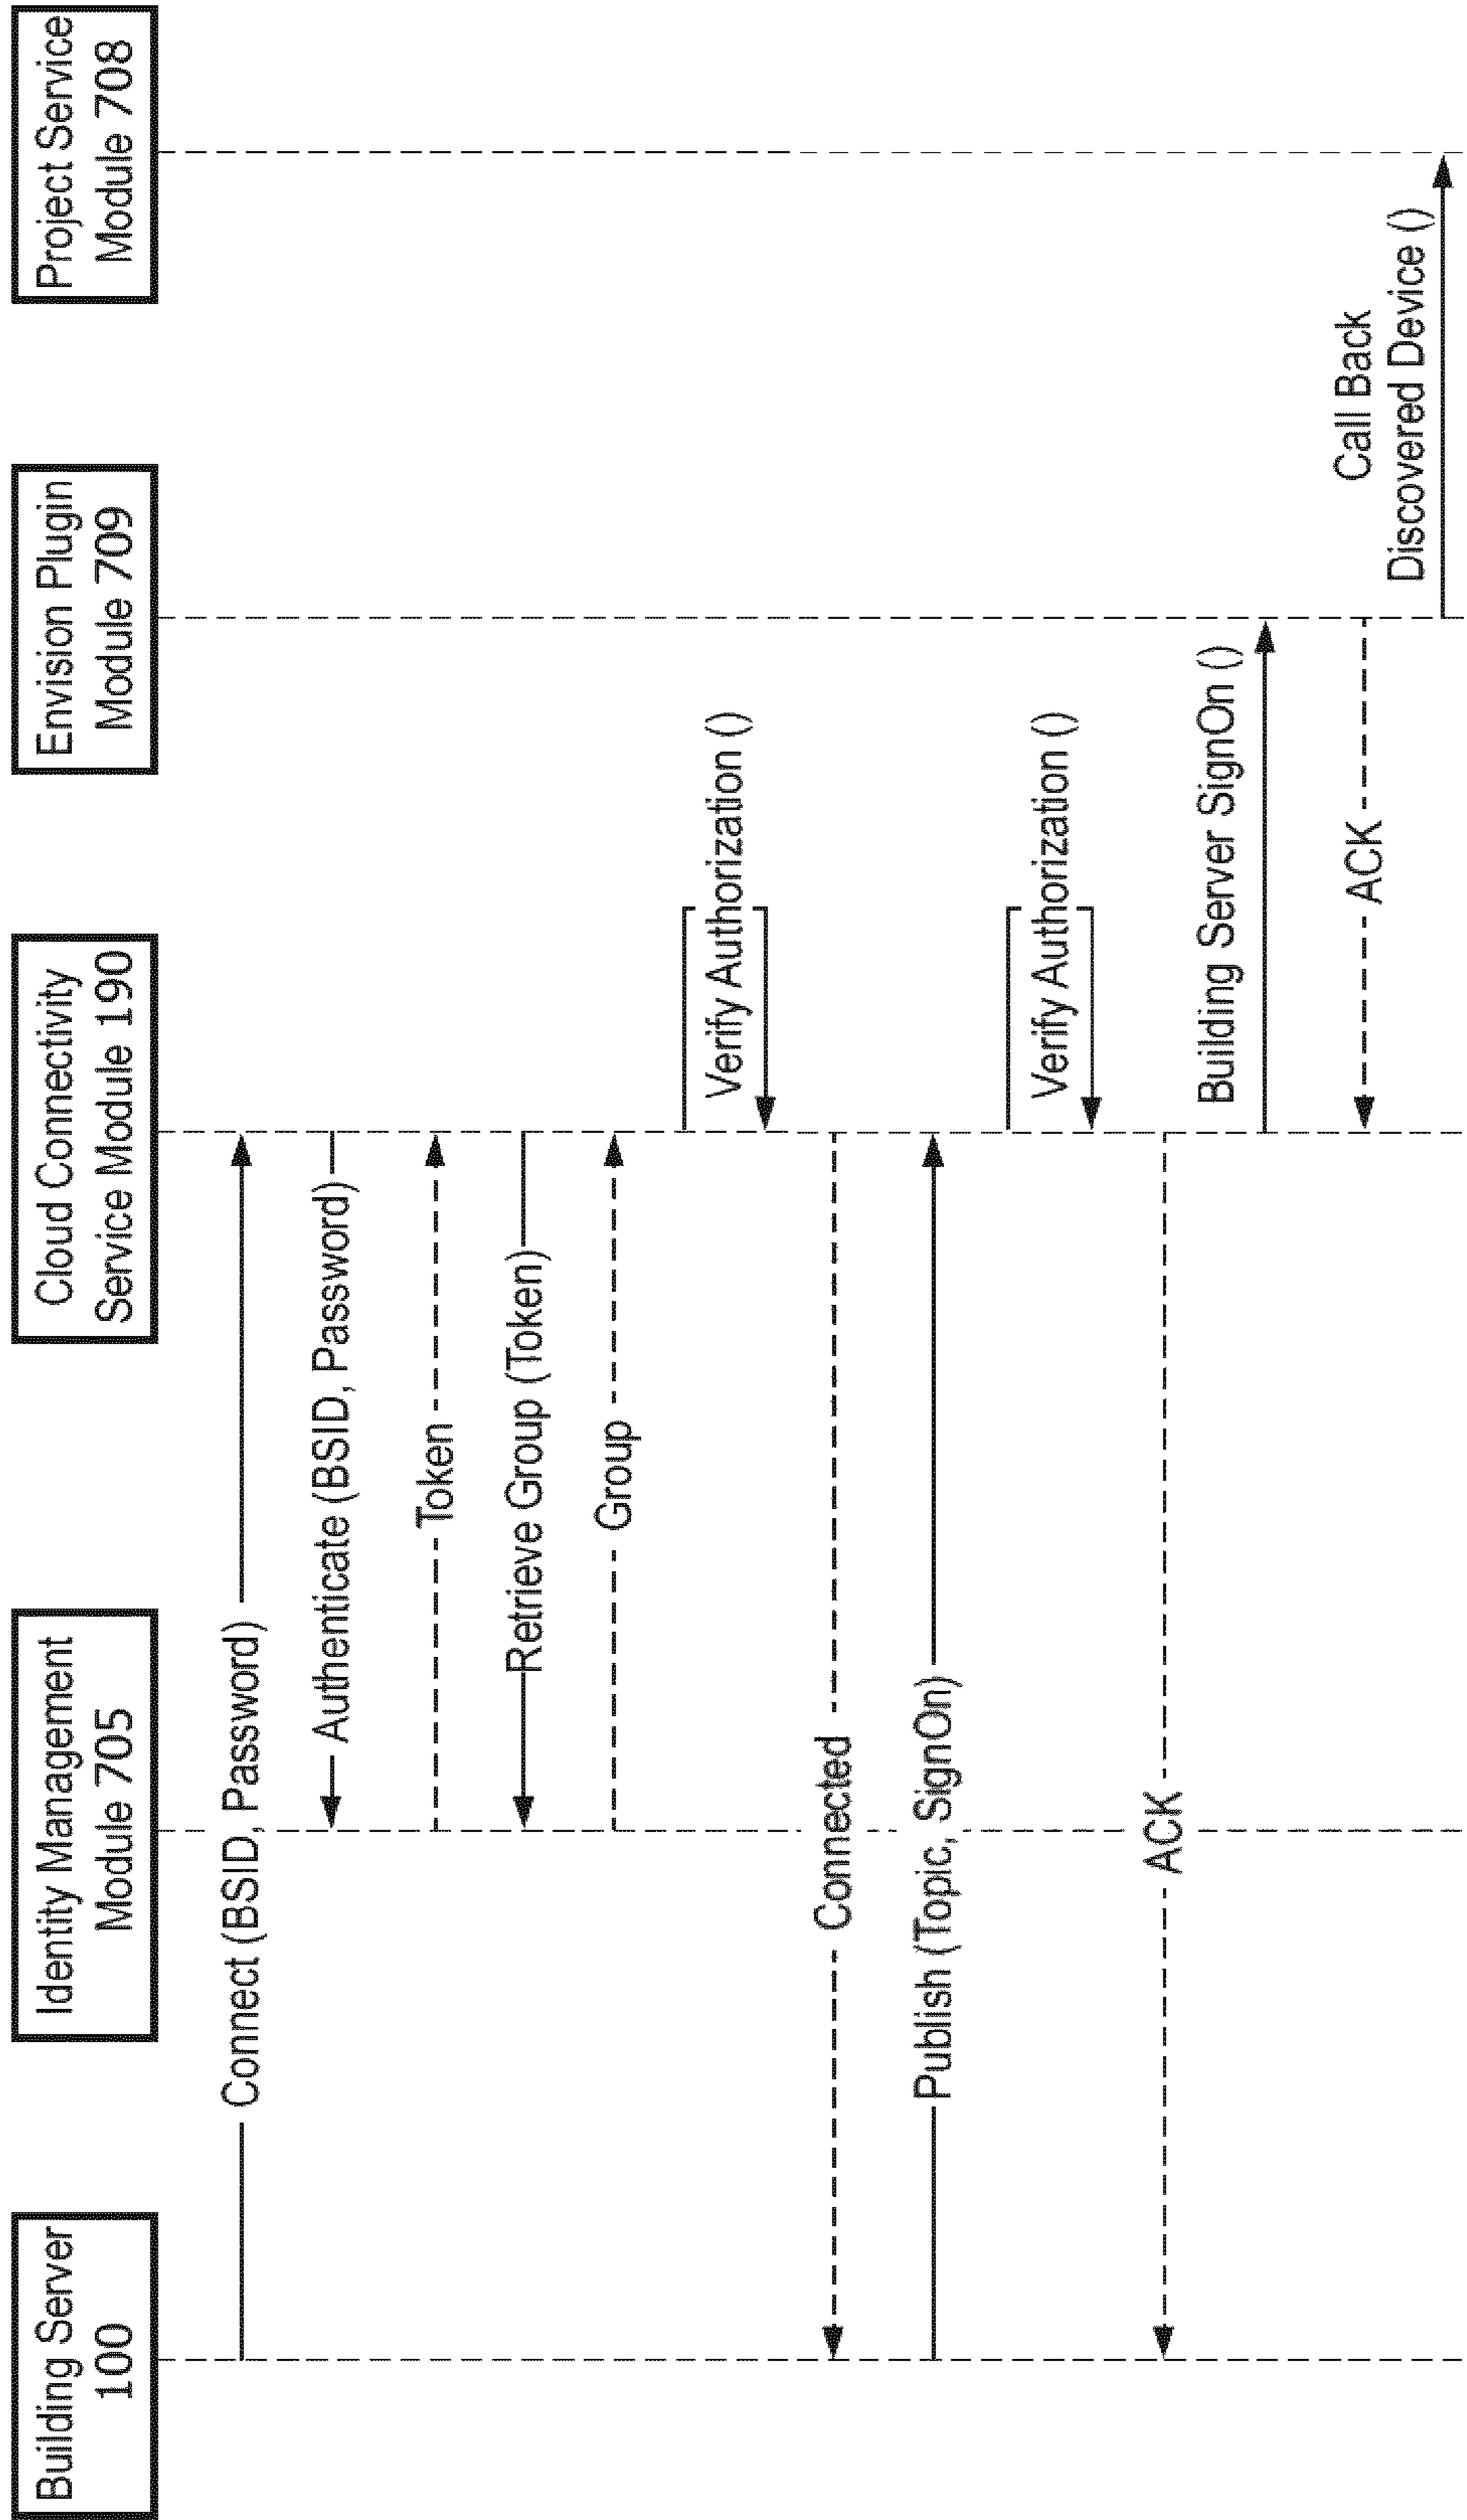 Building Server
100
Identity Management
Module 705
Cloud Connectivity
Service Module 190
Envision Plugin
Module 709
Project Service
Module 708
Connect (BSID, Password)
Authenticate (BSID, Password)
Token
Retrieve Group (Token)
Group
Verify Authorization ()
Connected
Publish (Topic, SignOn)
Verify Authorization ()
ACK
Building Server SignOn ()
ACK
Call Back
Discovered Device ()